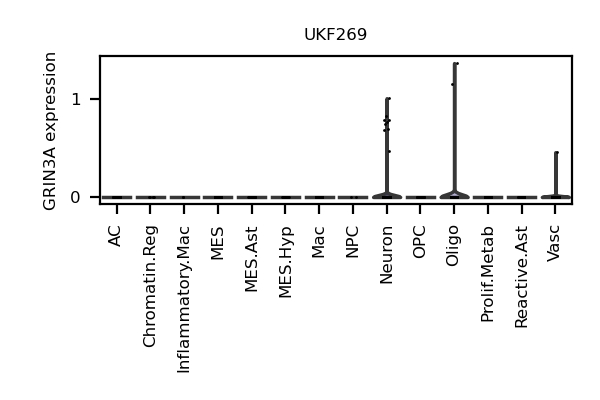 UKF269
GRIN3A expression
1
0
AC
Chromatin.Reg
Inflammatory.Mac
MES
MES.Ast
MES.Hyp
Mac
NPC
Neuron
OPC
Oligo
Prolif.Metab
Reactive.Ast
Vasc